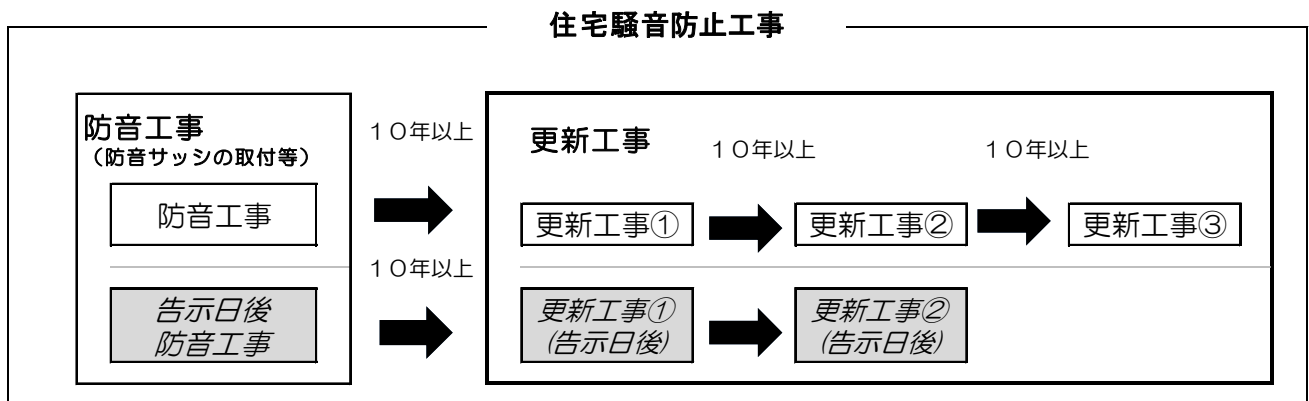 住宅騒音防止工事
防音工事
（防音サッシの取付等）
１０年以上
更新工事
１０年以上
１０年以上
防音工事
更新工事①
更新工事②
更新工事③
１０年以上
告示日後
防音工事
更新工事①
(告示日後)
更新工事②
(告示日後)